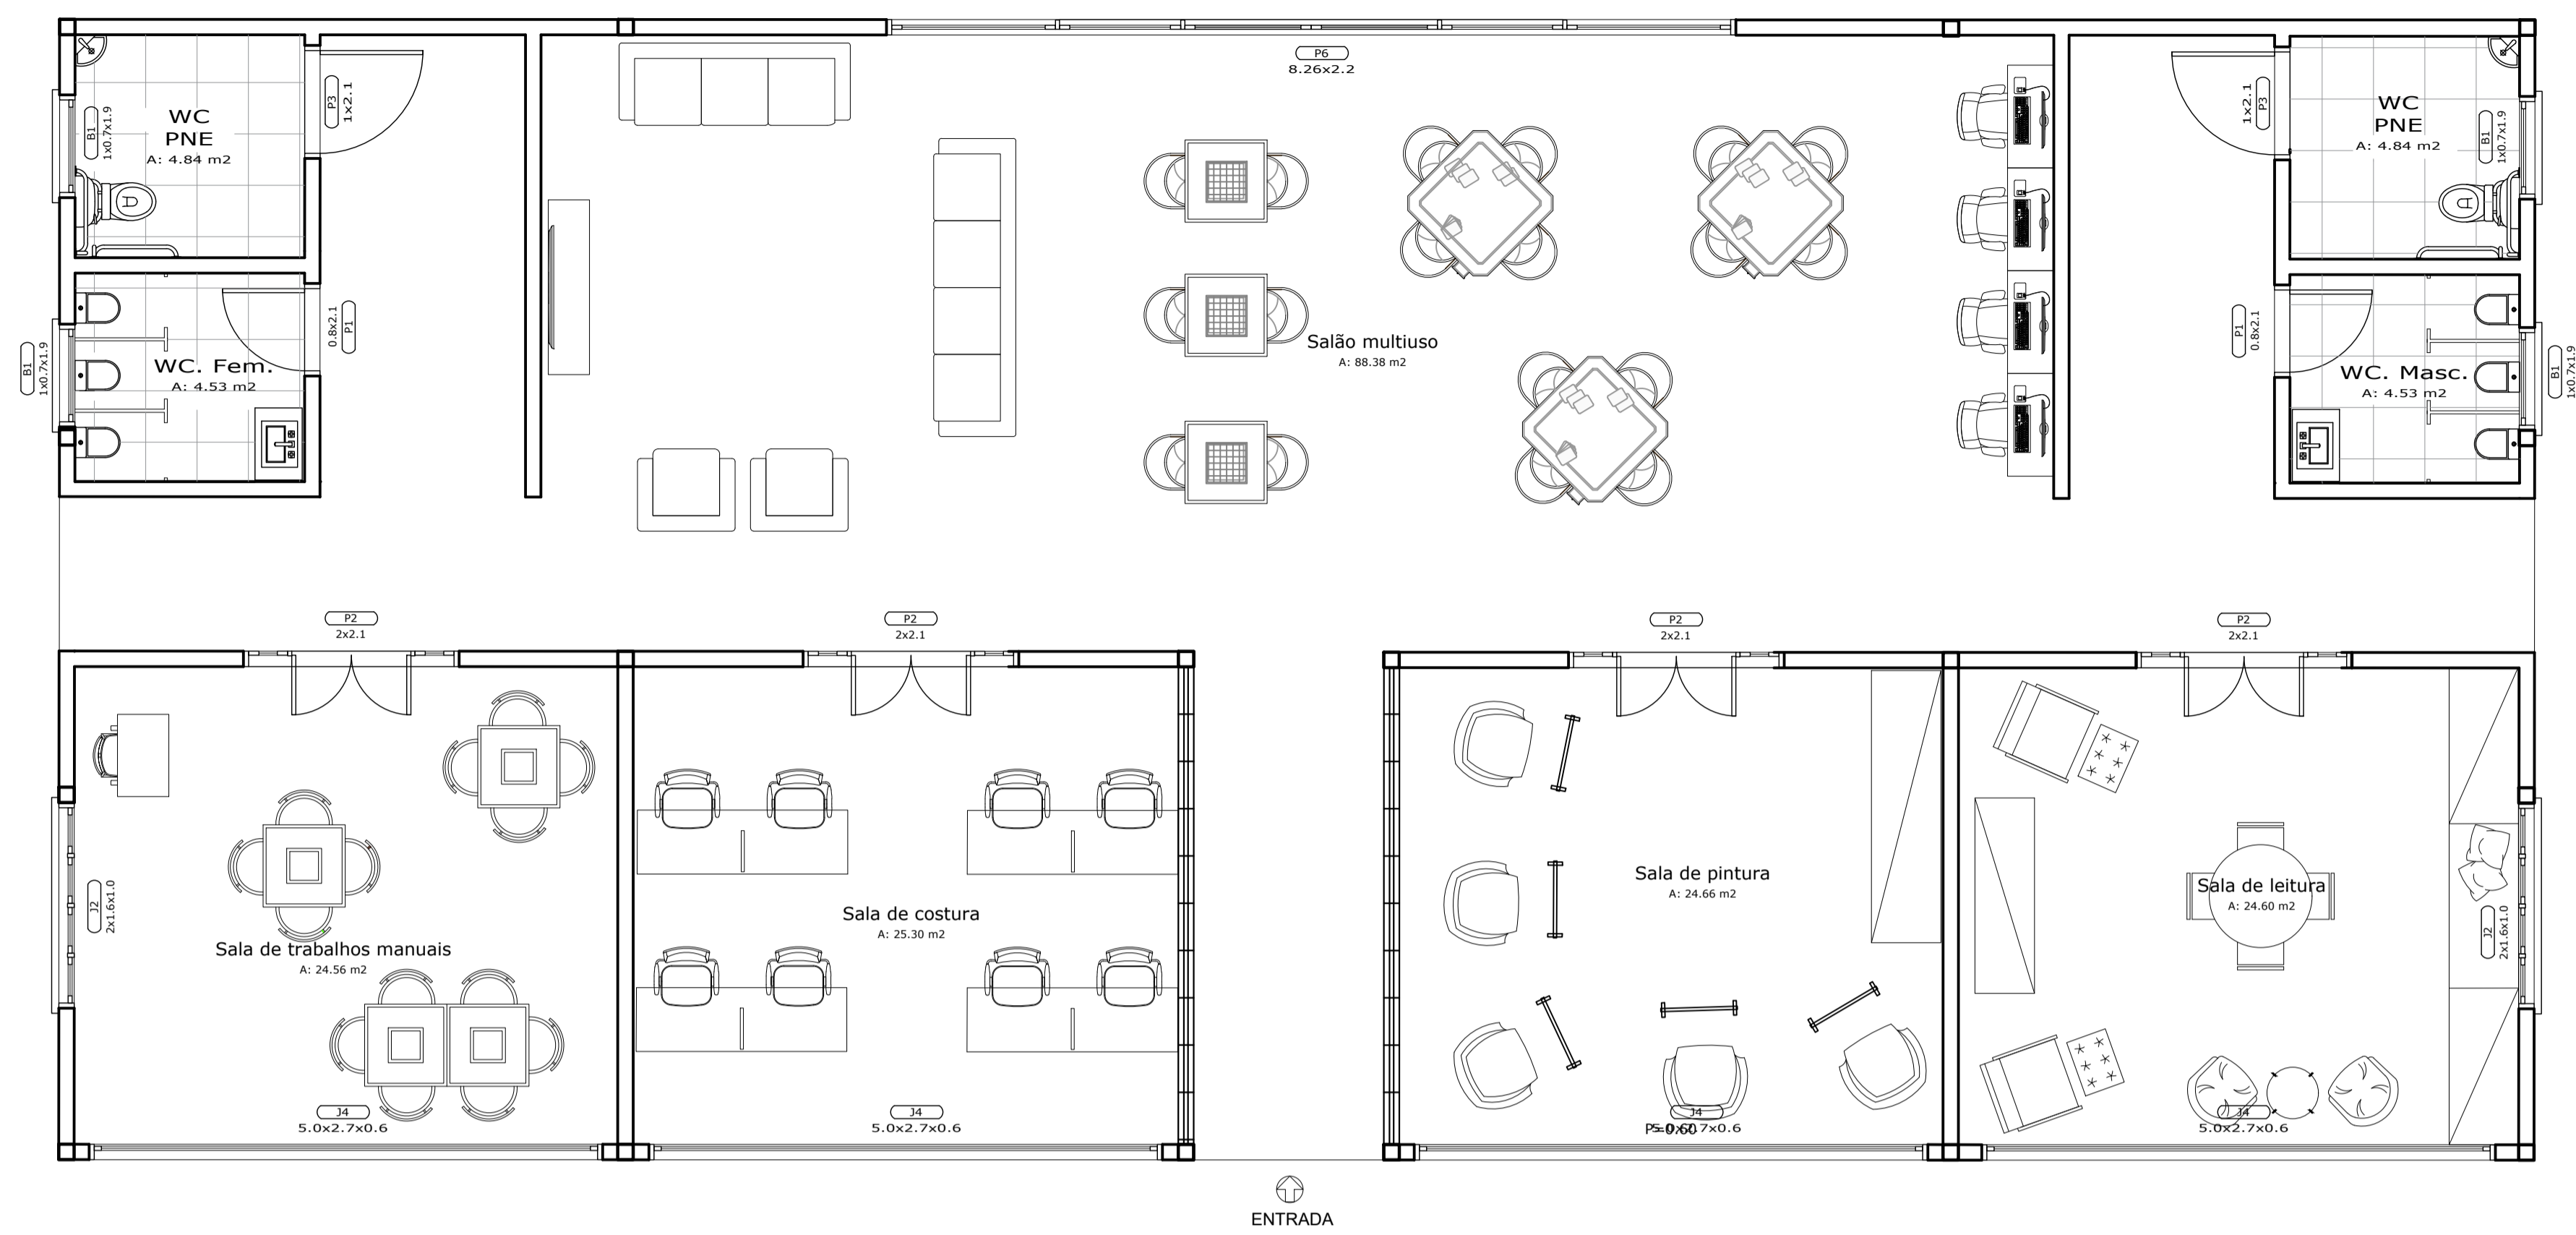 P6
8.26x2.2
WC
PNE
A: 4.84 m2
B1
1x0.7x1.9
P3
1x2.1
1x2.1
P3
WC
PNE
A: 4.84 m2
B1
1x0.7x1.9
B1
1x0.7x1.9
WC. Fem.
A: 4.53 m2
0.8x2.1
P1
Salão multiuso
A: 88.38 m2
P1
0.8x2.1
WC. Masc.
A: 4.53 m2
B1
1x0.7x1.9
P2
2x2.1
P2
2x2.1
P2
2x2.1
P2
2x2.1
J2
2x1.6x1.0
Sala de trabalhos manuais
A: 24.56 m2
Sala de costura
A: 25.30 m2
Sala de pintura
A: 24.66 m2
Sala de leitura
A: 24.60 m2
J2
2x1.6x1.0
J4
5.0x2.7x0.6
J4
5.0x2.7x0.6
J4
5.0x2.7x0.6
P=0.60
J4
5.0x2.7x0.6
ENTRADA